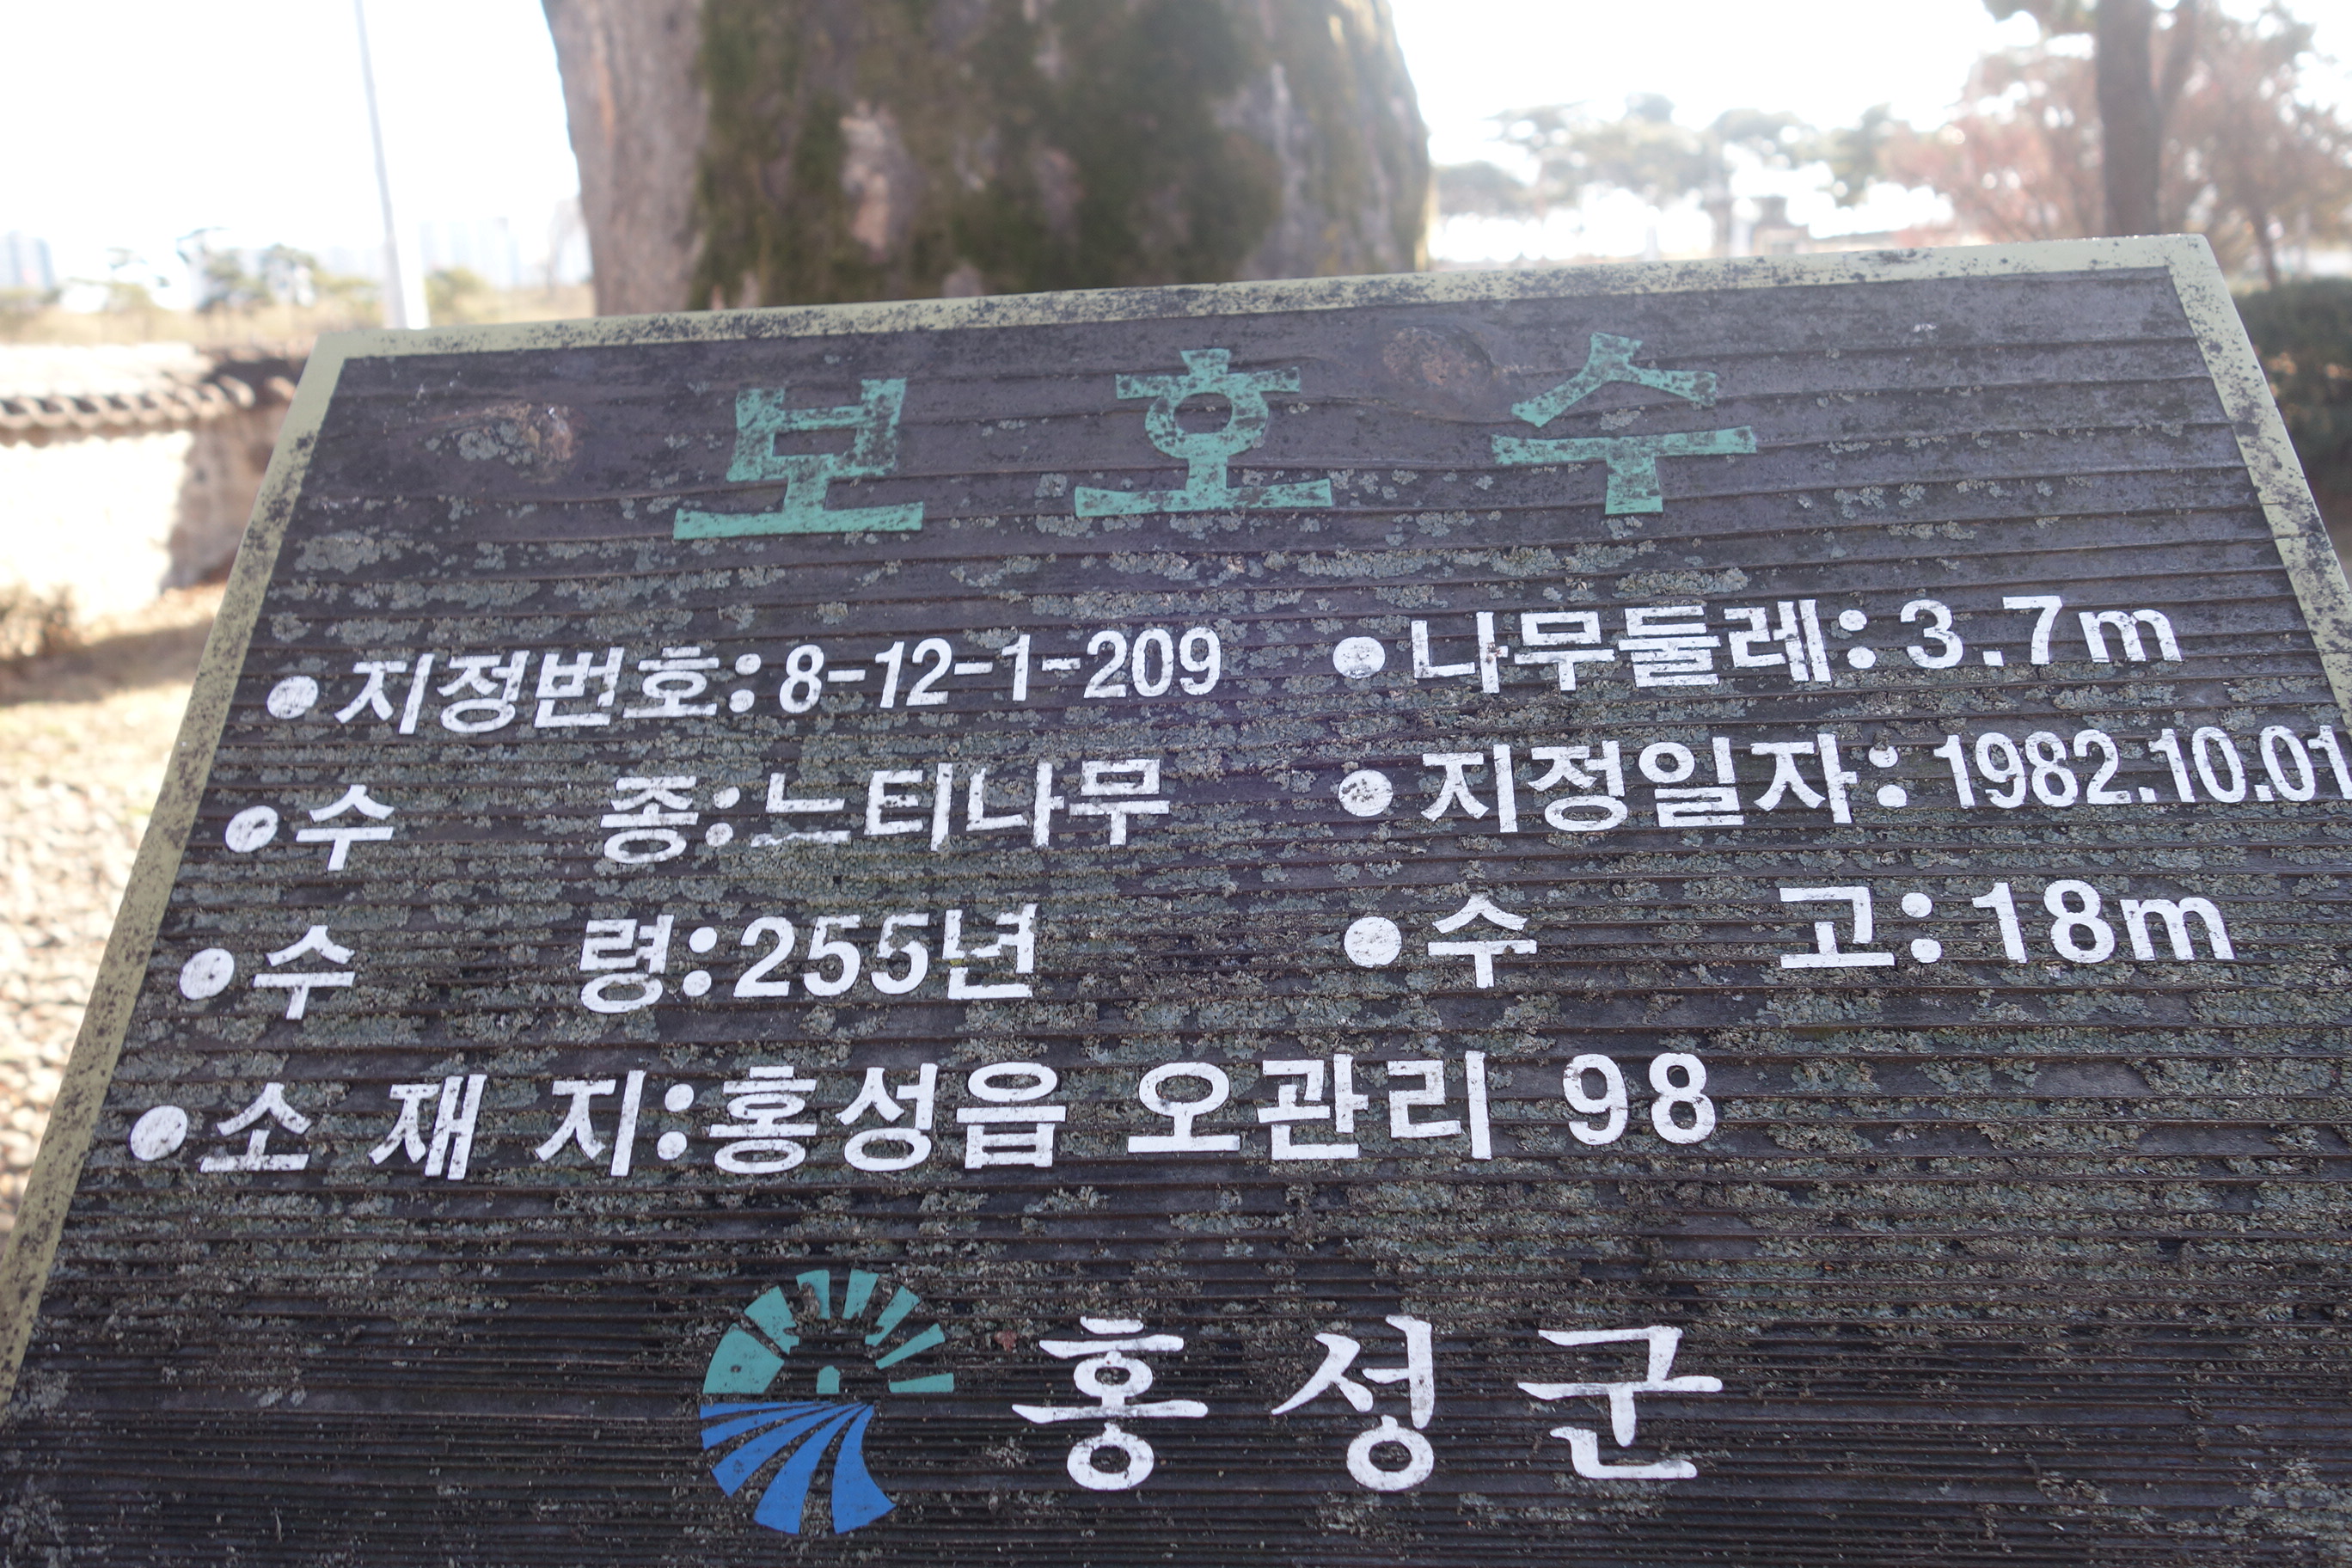 보 호 수
●지정번호:8-12-1-209 ●나무둘레:3.7m
●수 종:느티나무 ●지정일자:1982.10.01
●수 령:255년 ●수 고:18m
●소 재 지:홍성읍 오관리 98
홍성군